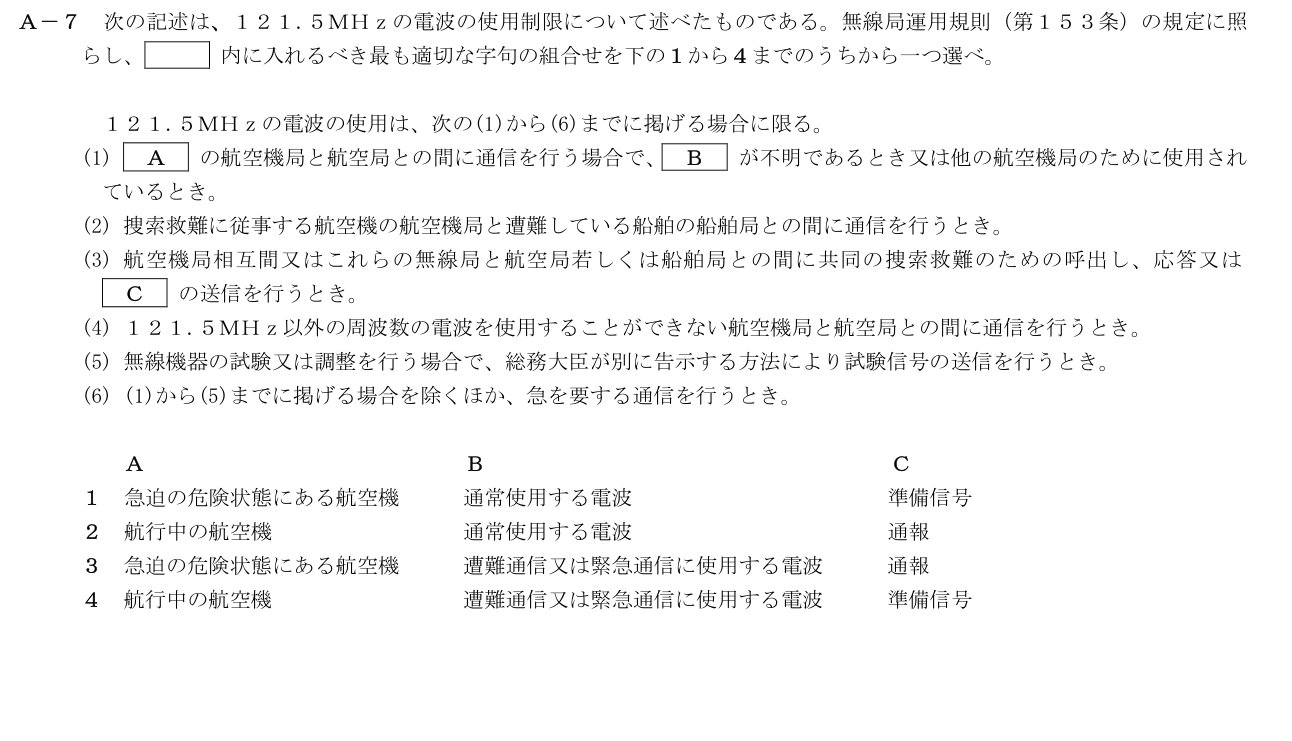 Ａ－７ 次の記述は、１２１.５ＭＨｚの電波の使用制限について述べたものである。無線局運用規則（第１５３条）の規定に照
らし、 内に入れるべき最も適切な字句の組合せを下の１から４までのうちから一つ選べ。
１２１.５ＭＨｚの電波の使用は、次の(1)から(6)までに掲げる場合に限る。
(1) A の航空機局と航空局との間に通信を行う場合で、 B が不明であるとき又は他の航空機局のために使用され
ているとき。
(2) 捜索救難に従事する航空機の航空機局と遭難している船舶の船舶局との間に通信を行うとき。
(3) 航空機局相互間又はこれらの無線局と航空局若しくは船舶局との間に共同の捜索救難のための呼出し、応答又は
C の送信を行うとき。
(4) １２１.５ＭＨｚ以外の周波数の電波を使用することができない航空機局と航空局との間に通信を行うとき。
(5) 無線機器の試験又は調整を行う場合で、総務大臣が別に告示する方法により試験信号の送信を行うとき。
(6) (1)から(5)までに掲げる場合を除くほか、急を要する通信を行うとき。
A B C
1 急迫の危険状態にある航空機 通常使用する電波 準備信号
2 航行中の航空機 通常使用する電波 通報
3 急迫の危険状態にある航空機 遭難通信又は緊急通信に使用する電波 通報
4 航行中の航空機 遭難通信又は緊急通信に使用する電波 準備信号